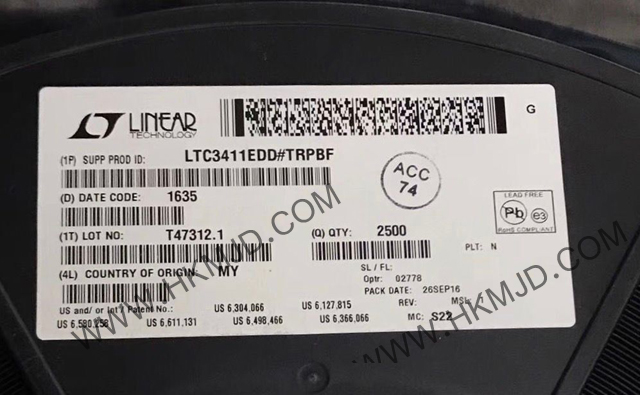 LINEAR
TECHNOLOGY
G
(1P) SUPP PROD ID: LTC3411EDD#TRPBF
(D) DATE CODE: 1635
ACC
74
LEAD FREE
Pb e3
RoHS COMPLIANT
(1T) LOT NO: T47312.1 (Q) QTY: 2500
PLT: N
(4L) COUNTRY OF ORIGIN: MY
SL / FL:
Optr: 02778
PACK DATE: 26SEP16
US and/ or Int'l Patent No.: US 6,304,066 US 6,127,815 REV: MSL: 1
US 6,580,258 US 6,611,131 US 6,498,466 US 6,366,066 MC: S22
WWW.HKMJD.COM
WWW.HKMJD.COM
WWW.HKMJD.COM